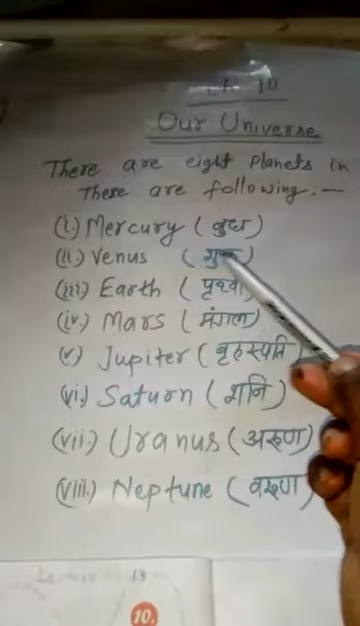 Ch 10
Our Universe
There are eight Planets in
These are following:—
(i.) Mercury (बुध)
(ii.) Venus (शुक्र)
(iii.) Earth (पृथ्वी)
(iv.) Mars (मंगल)
(v) Jupiter (बृहस्पति)
(vi.) Saturn (शनि)
(vii.) Uranus (अरुण)
(viii.) Neptune (वरुण)
10.